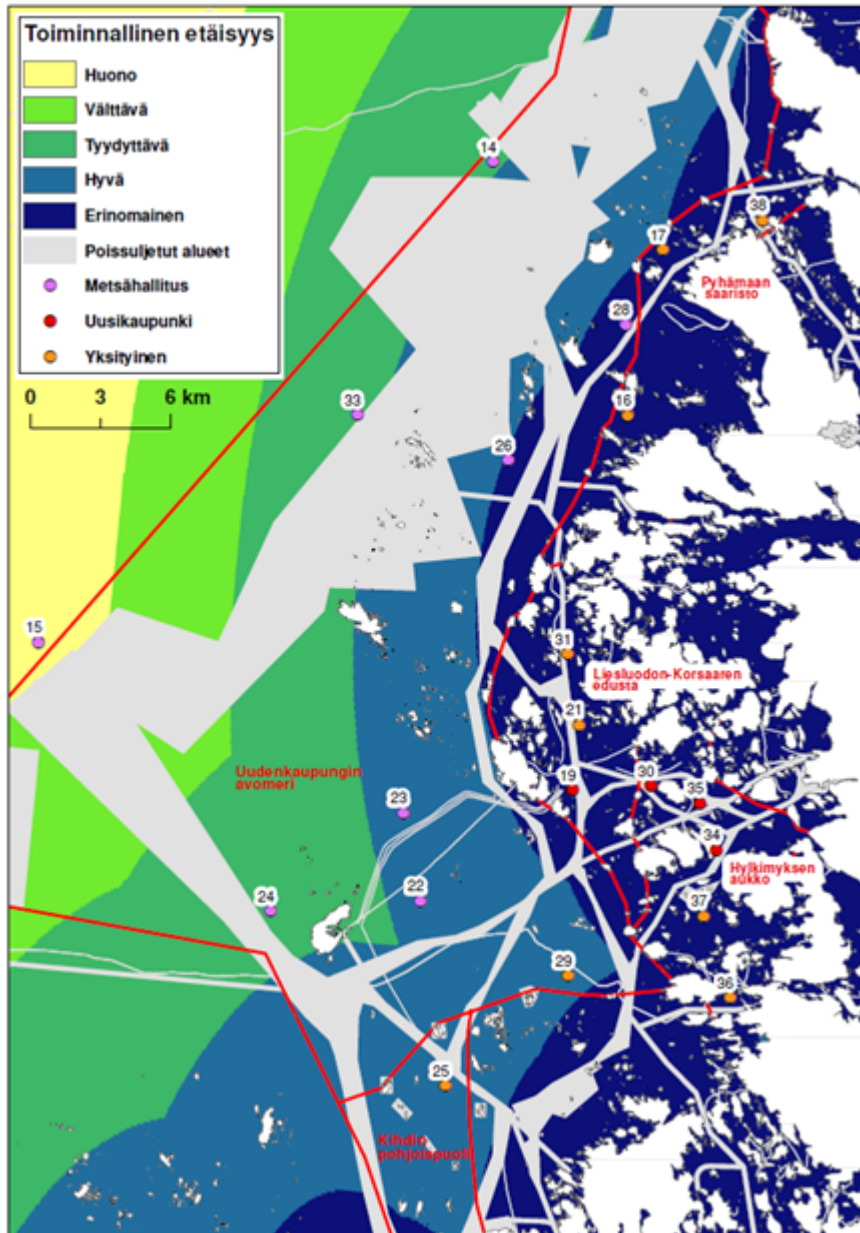 Toiminnallinen etäisyys
Huono
Välttävä
Tyydyttävä
Hyvä
Erinomainen
Poissuljetut alueet
Metsähallitus
Uusikaupunki
Yksityinen
0 3 6 km
14
38
17
Pyhämaan
saaristo
28
33
16
26
15
31
Liesluodon-Korsaaren
edusta
21
Uudenkaupungin
avomeri
19
30
35
23
34
Hylkimyksen
aukko
22
24
37
29
36
25
Kihdin
pohjoispuoli